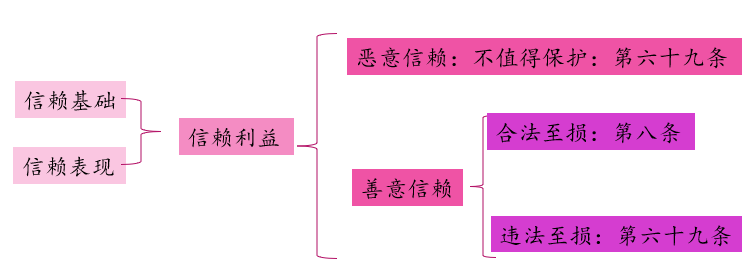 信赖基础
信赖表现
信赖利益
恶意信赖：不值得保护：第六十九条
善意信赖
合法至损：第八条
违法至损：第六十九条